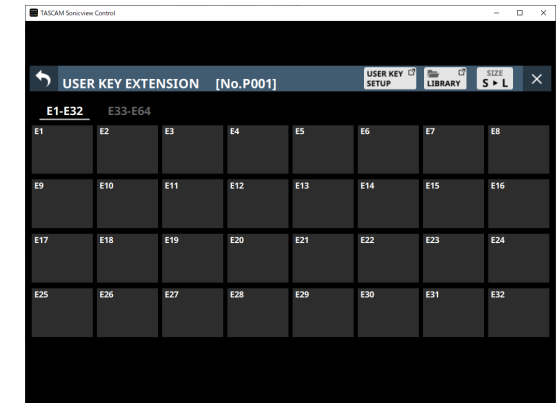 TASCAM Sonicview Control
USER KEY EXTENSION [No.P001]
USER KEY SETUP
LIBRARY
SIZE
S ▸ L
E1-E32 E33-E64
E1 E2 E3 E4 E5 E6 E7 E8
E9 E10 E11 E12 E13 E14 E15 E16
E17 E18 E19 E20 E21 E22 E23 E24
E25 E26 E27 E28 E29 E30 E31 E32